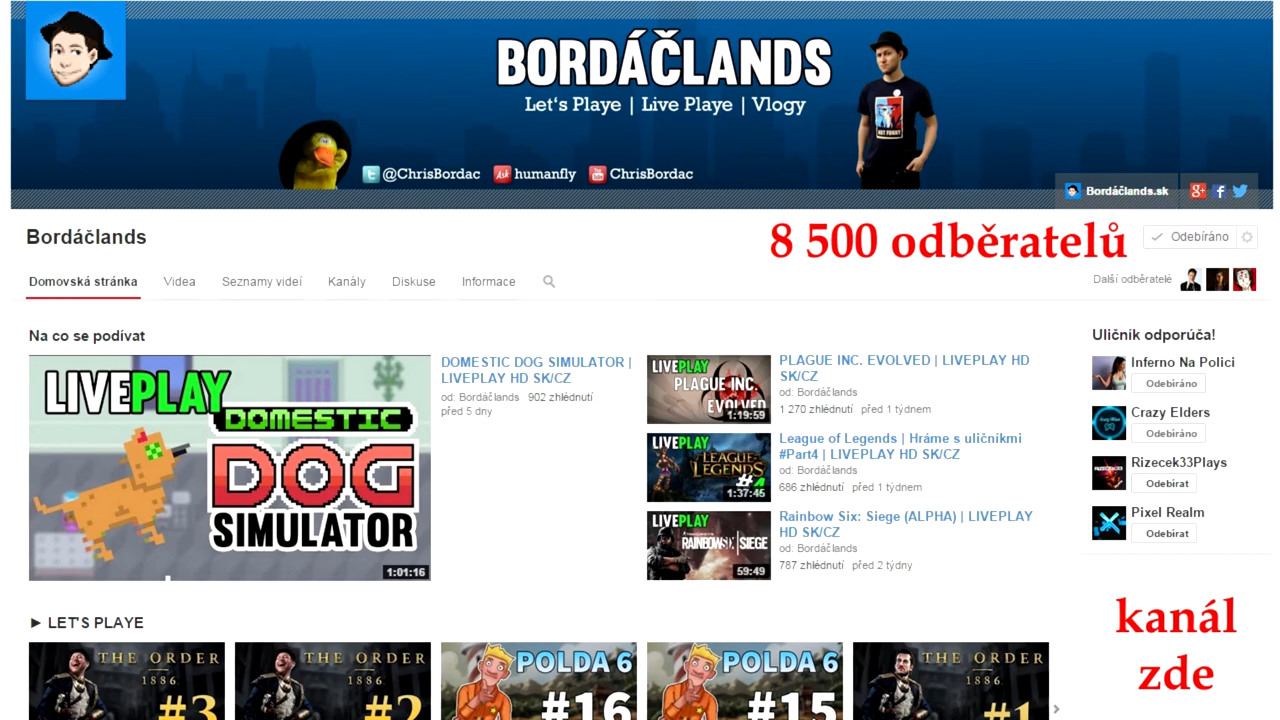 BORDÁČLANDS
Let's Playe | Live Playe | Vlogy
@ChrisBordac
Ask
humanfly
You Tube
ChrisBordac
NOT FUNNY
Bordáčlands.sk
Bordáčlands
8 500 odběratelů
Odebíráno
Domovská stránka
Videa
Seznamy videí
Kanály
Diskuse
Informace
Další odběratelé
Na co se podívat
LIVEPLAY
DOMESTIC
DOG
SIMULATOR
1:01:16
DOMESTIC DOG SIMULATOR |
LIVEPLAY HD SK/CZ
od: Bordáčlands 902 zhlédnutí
před 5 dny
LIVEPLAY
PLAGUE INC.
EVOLVED
1:19:59
PLAGUE INC. EVOLVED | LIVEPLAY HD
SK/CZ
od: Bordáčlands
1 270 zhlédnutí před 1 týdnem
LIVEPLAY
LEAGUE of
LEGENDS
#4
1:37:45
League of Legends | Hráme s uličníkmi
#Part4 | LIVEPLAY HD SK/CZ
od: Bordáčlands
686 zhlédnutí před 1 týdnem
LIVEPLAY
RAINBOW SIX | SIEGE
59:49
Rainbow Six: Siege (ALPHA) | LIVEPLAY
HD SK/CZ
od: Bordáčlands
787 zhlédnutí před 2 týdny
Uličník odporúča!
Inferno Na Polici
Odebíráno
Crazy Elders
Odebíráno
Rizecek33Plays
Odebírat
Pixel Realm
Odebírat
kanál
zde
► LET'S PLAYE
THE ORDER
1886
#3
THE ORDER
1886
#2
POLDA 6
#16
POLDA 6
#15
THE ORDER
1886
#1